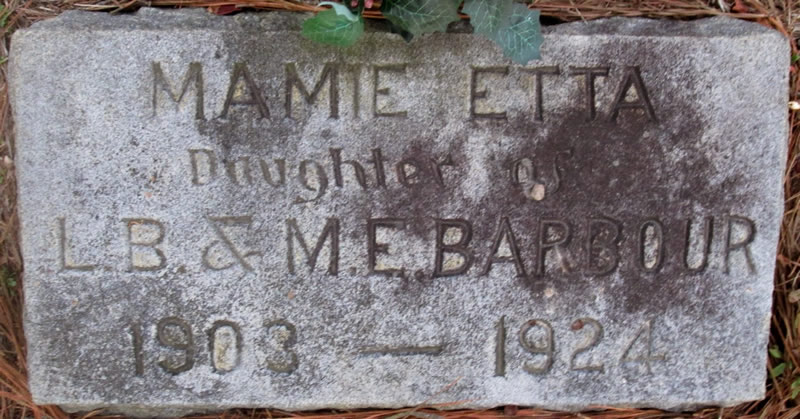 MAMIE ETTA
Daughter of
L.B. & M.E. BARBOUR
1903 — 1924